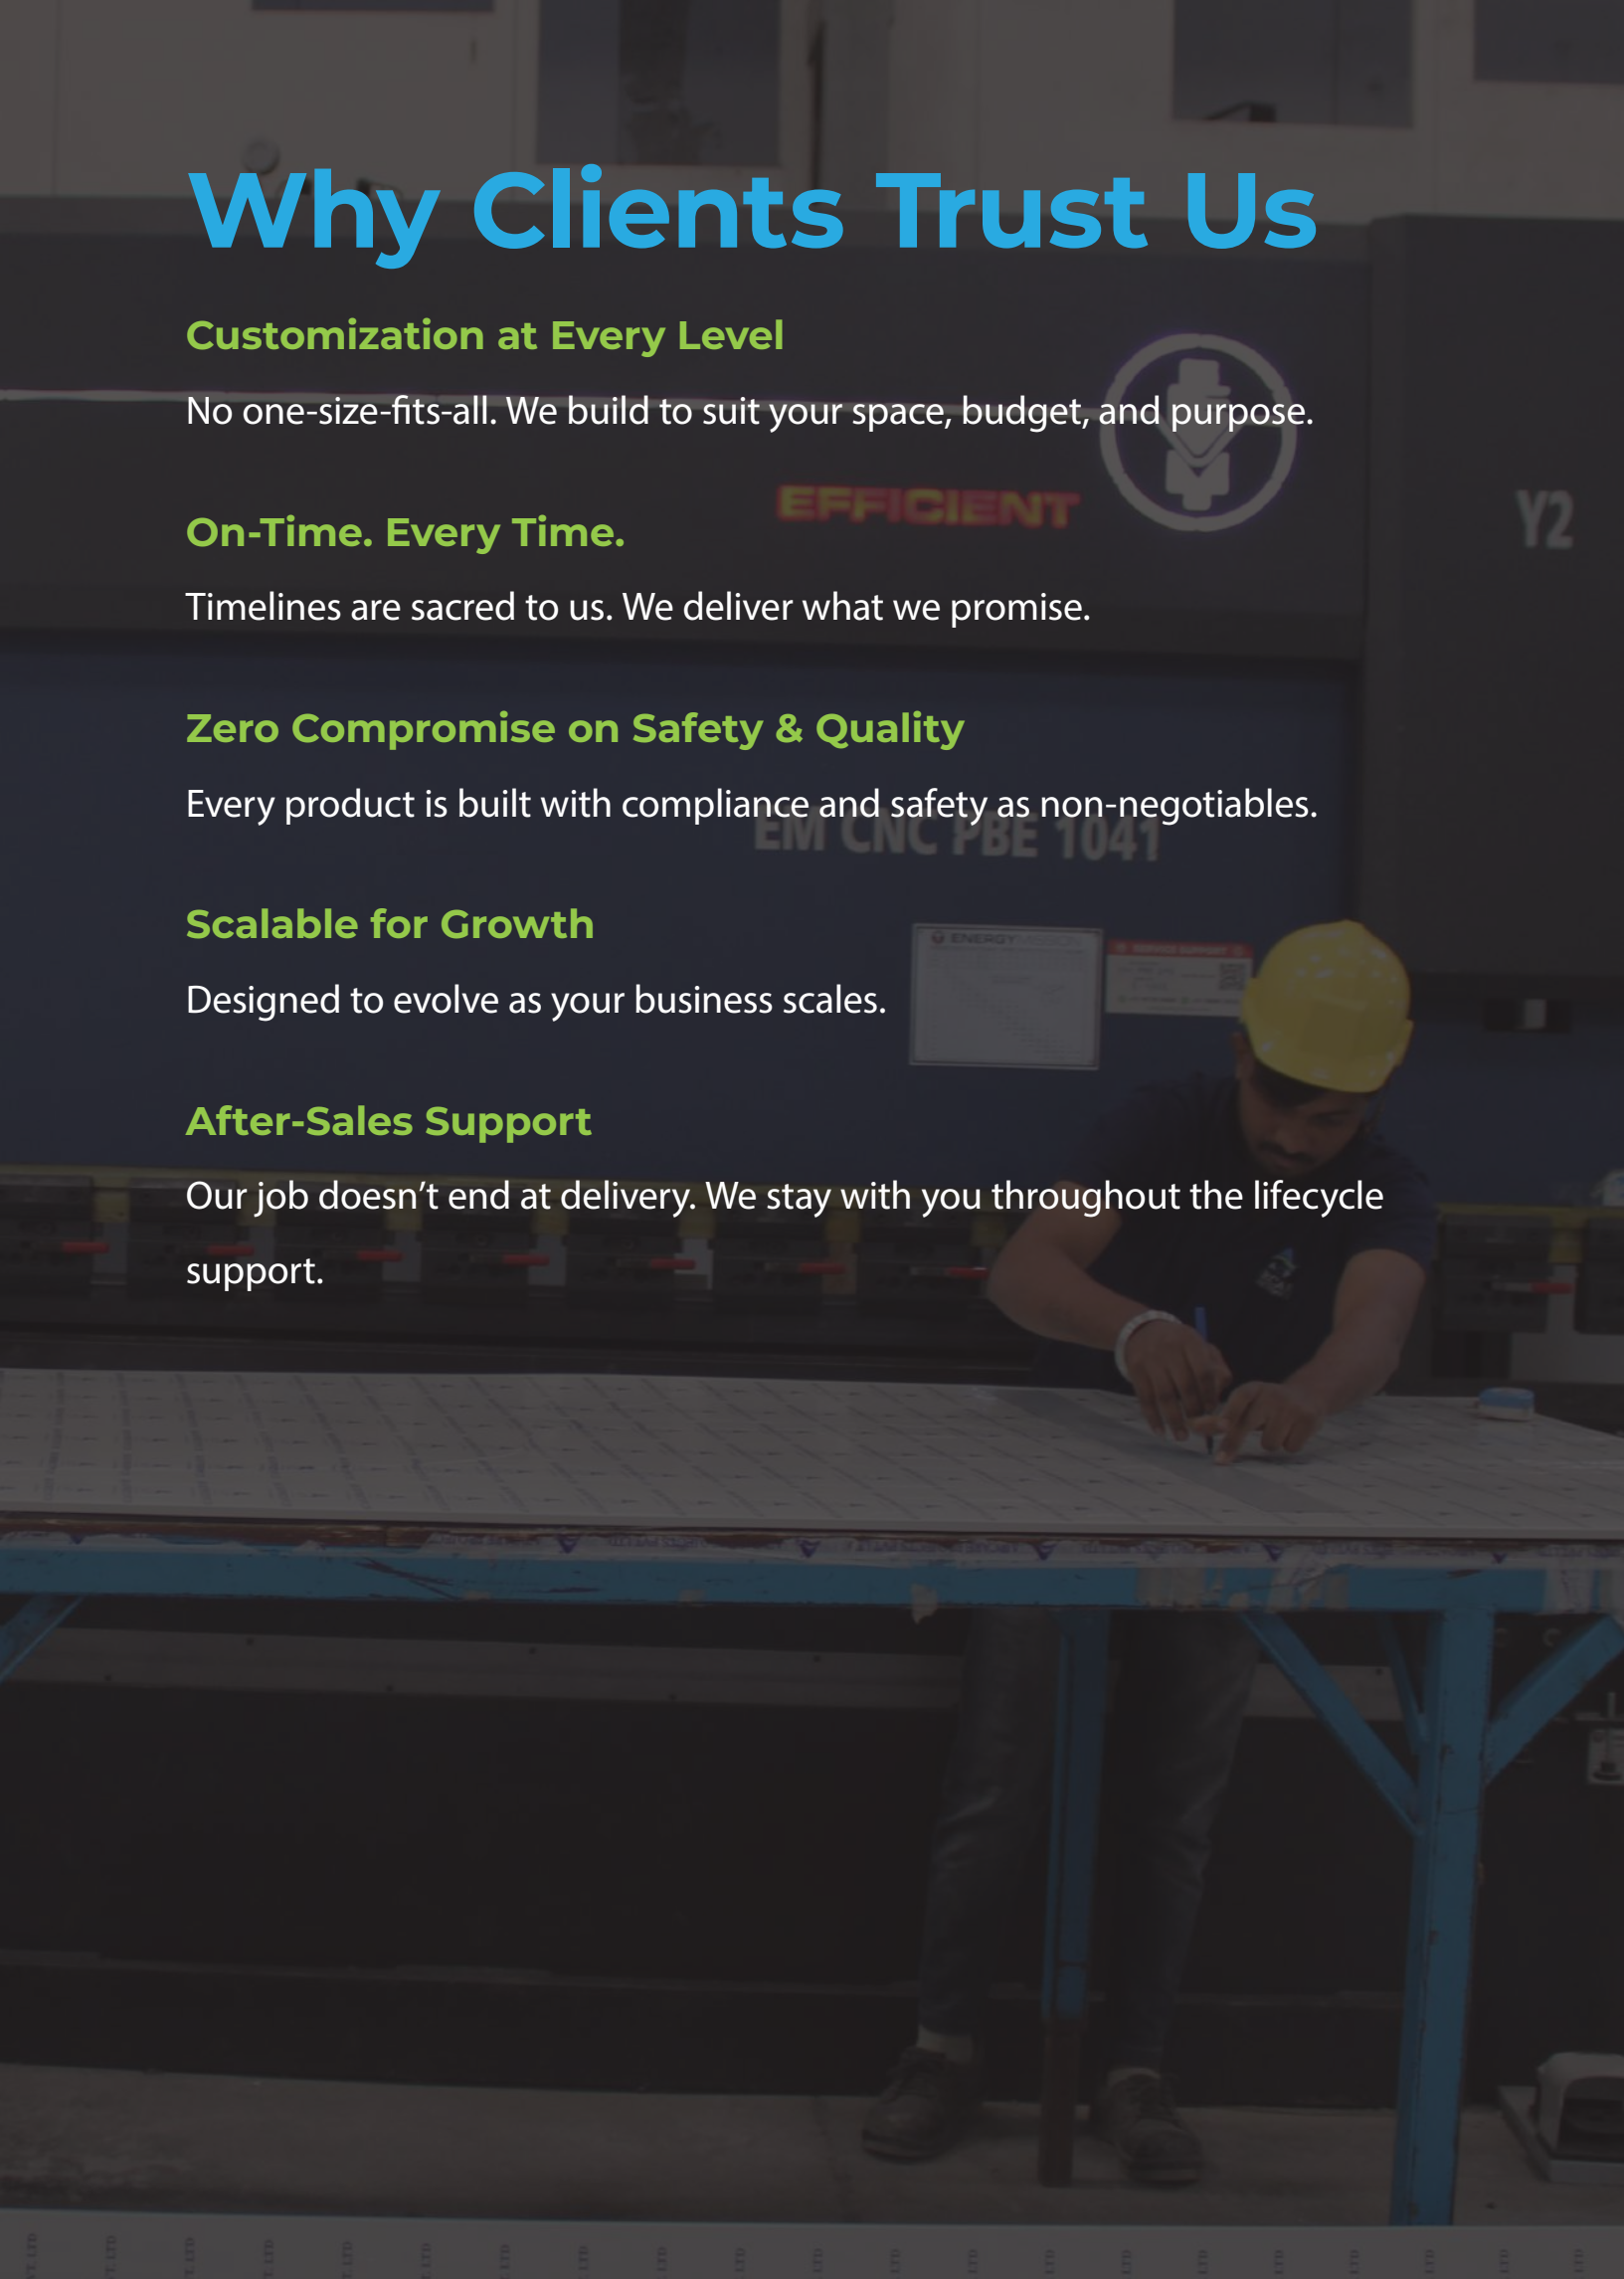 Why Clients Trust Us
Customization at Every Level
No one-size-fits-all. We build to suit your space, budget, and purpose.
EFFICIENT
Y2
On-Time. Every Time.
Timelines are sacred to us. We deliver what we promise.
Zero Compromise on Safety & Quality
Every product is built with compliance and safety as non-negotiables.
EM CNC PBE 1041
Scalable for Growth
ENERGYMISSION
SERVICE SUPPORT
Designed to evolve as your business scales.
After-Sales Support
Our job doesn’t end at delivery. We stay with you throughout the lifecycle
support.